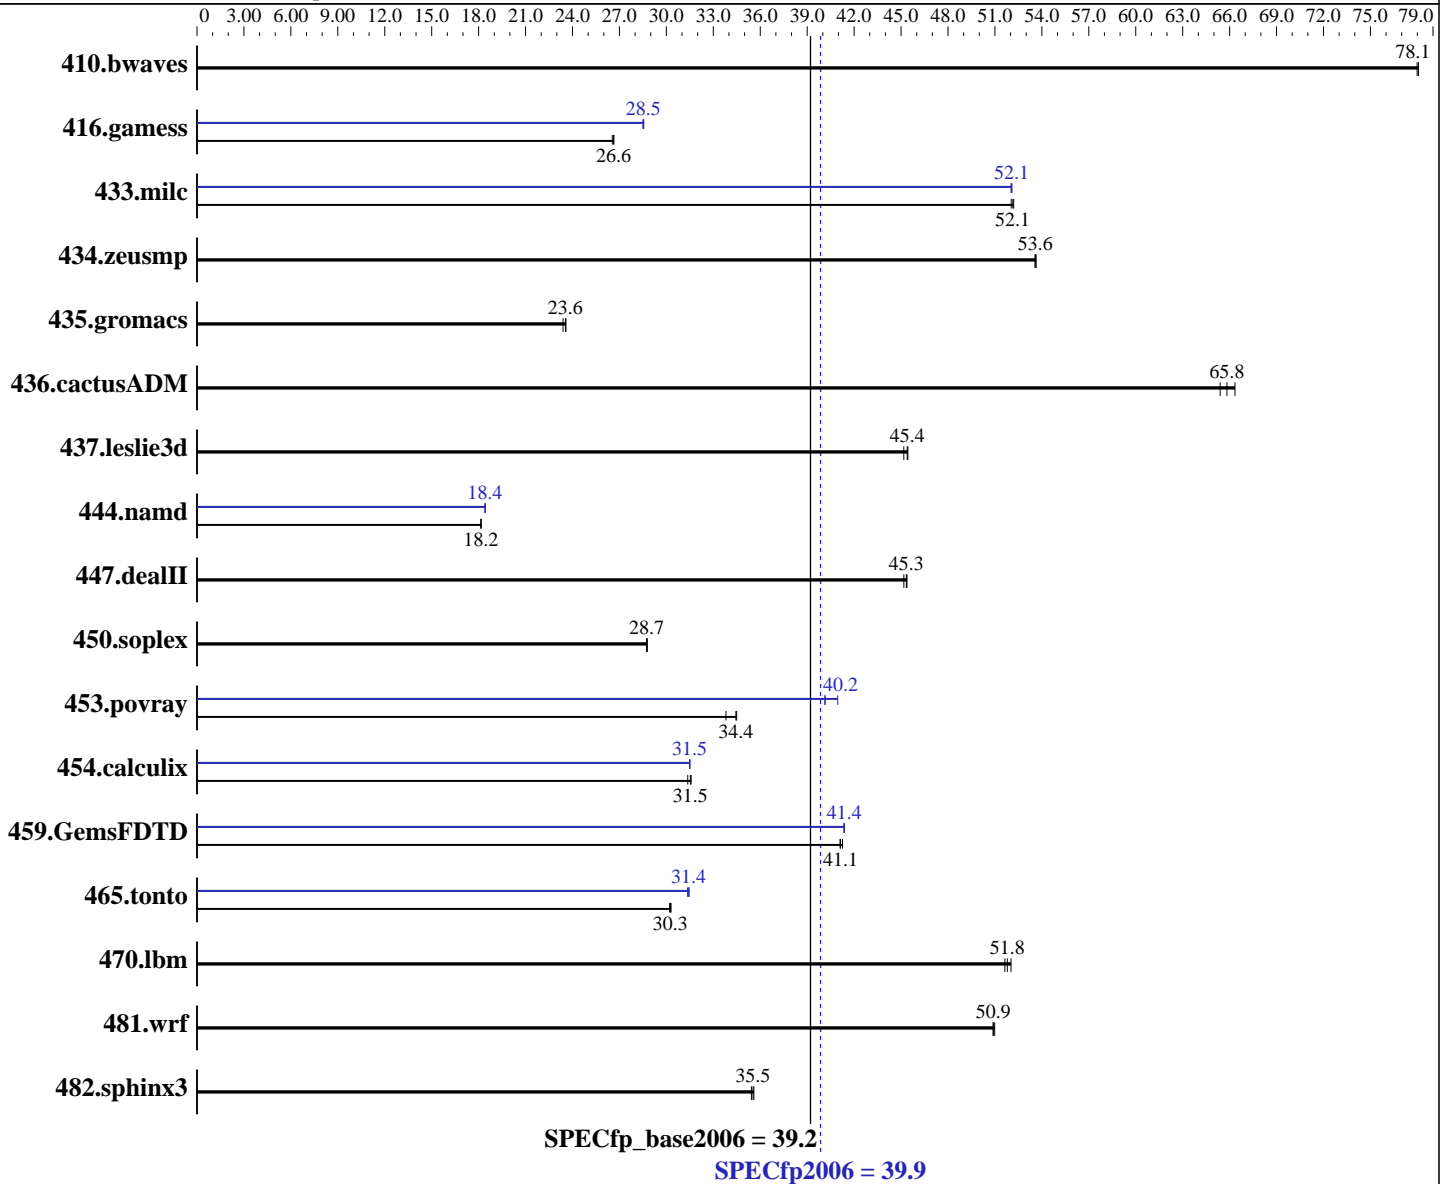 0 3.00 6.00 9.00 12.0 15.0 18.0 21.0 24.0 27.0 30.0 33.0 36.0 39.0 42.0 45.0 48.0 51.0 54.0 57.0 60.0 63.0 66.0 69.0 72.0 75.0 79.0
410.bwaves 78.1
416.gamess 28.5
26.6
433.milc 52.1
52.1
434.zeusmp 53.6
435.gromacs 23.6
436.cactusADM 65.8
437.leslie3d 45.4
444.namd 18.4
18.2
447.dealII 45.3
450.soplex 28.7
453.povray 40.2
34.4
454.calculix 31.5
31.5
459.GemsFDTD 41.4
41.1
465.tonto 31.4
30.3
470.lbm 51.8
481.wrf 50.9
482.sphinx3 35.5
SPECfp_base2006 = 39.2
SPECfp2006 = 39.9